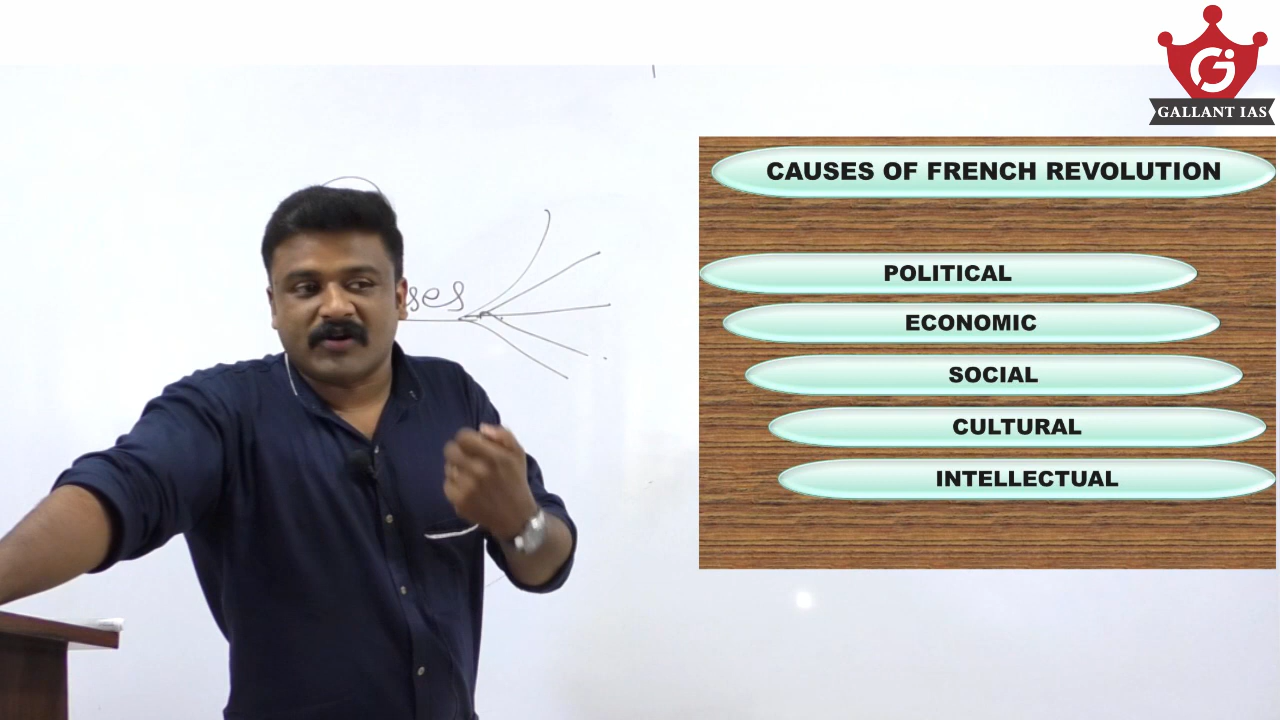 GALLANT IAS
CAUSES OF FRENCH REVOLUTION
POLITICAL
ECONOMIC
SOCIAL
CULTURAL
INTELLECTUAL